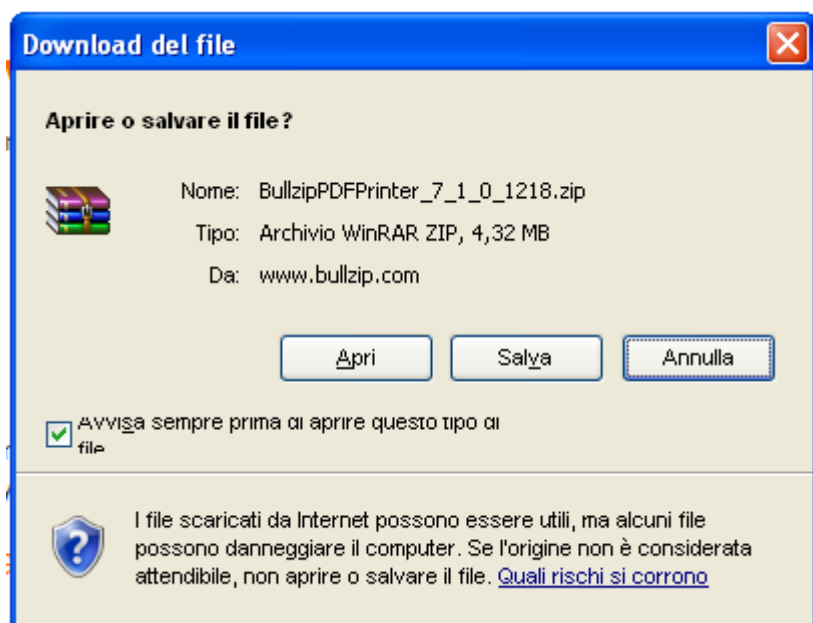 Download del file
Aprire o salvare il file?
Nome: BullzipPDFPrinter_7_1_0_1218.zip
Tipo: Archivio WinRAR ZIP, 4,32 MB
Da: www.bullzip.com
Apri Salva Annulla
Avvisa sempre prima di aprire questo tipo di
file
I file scaricati da Internet possono essere utili, ma alcuni file
possono danneggiare il computer. Se l'origine non è considerata
attendibile, non aprire o salvare il file. Quali rischi si corrono